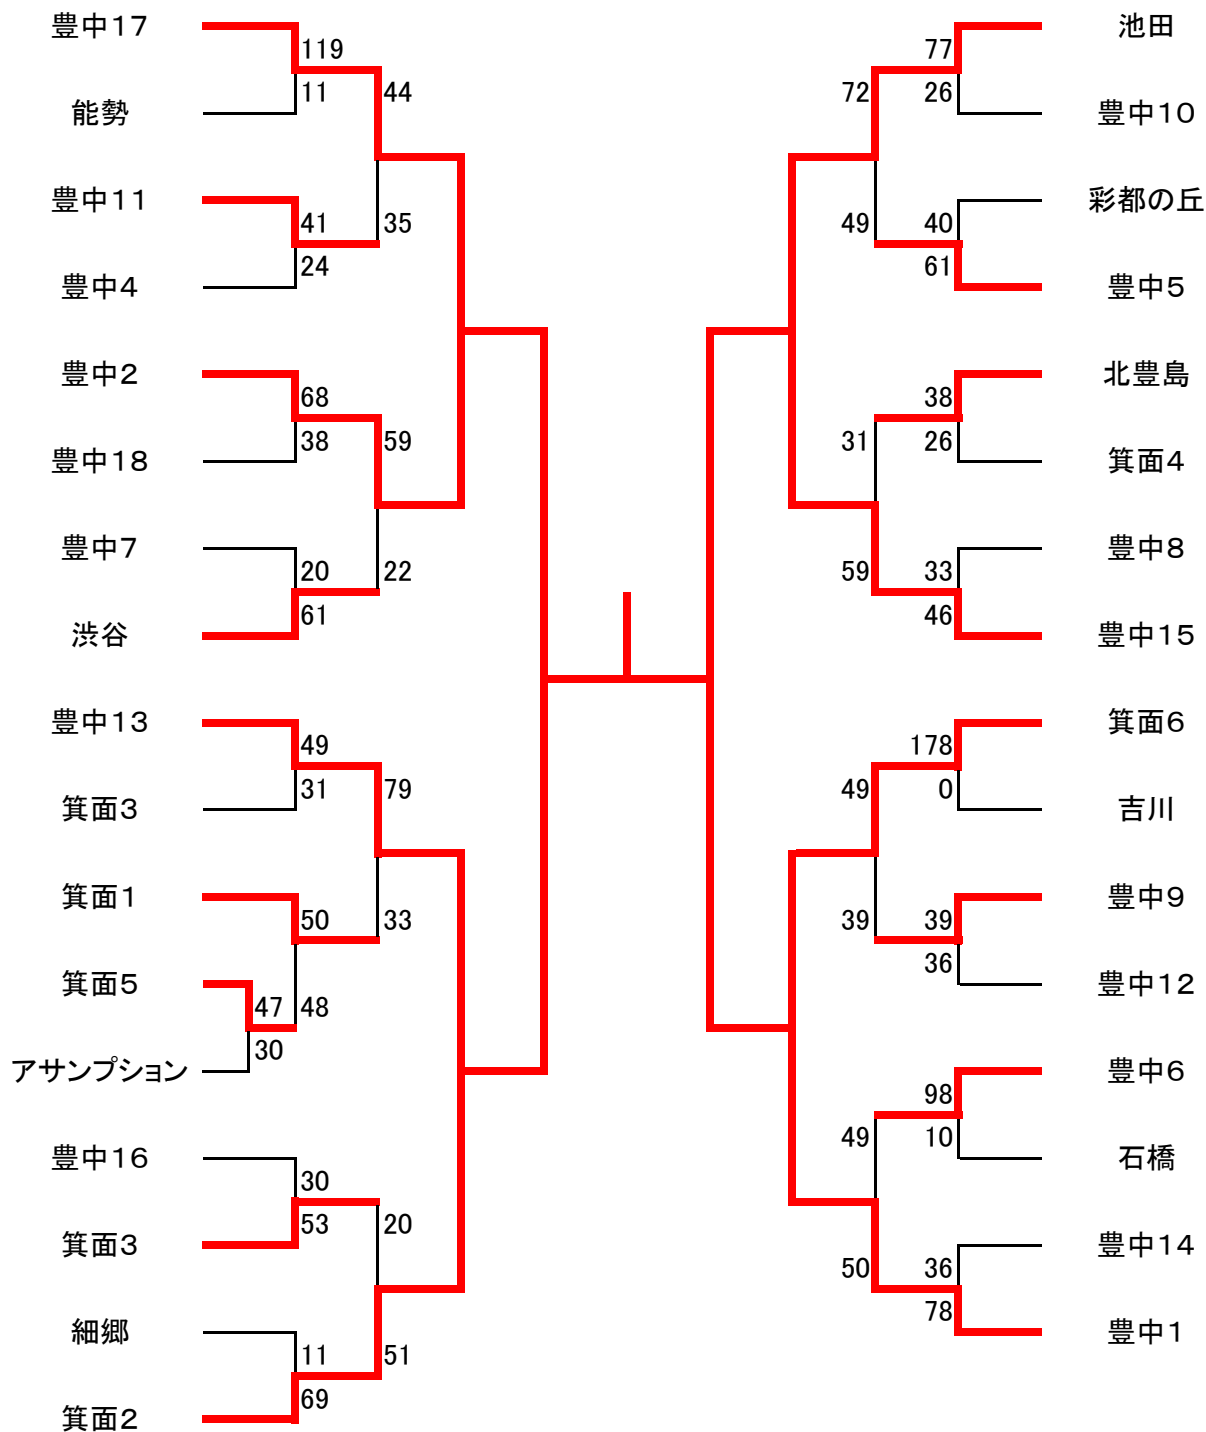 豊中17
119
11
44
能勢
豊中11
41
35
24
豊中4
豊中2
68
38
59
豊中18
豊中7
20
22
61
渋谷
豊中13
49
31
79
箕面3
箕面1
50
33
箕面5
47
48
30
アサンプション
豊中16
30
53
20
箕面3
細郷
11
51
69
箕面2
池田
77
72
26
豊中10
彩都の丘
49
40
61
豊中5
北豊島
38
31
26
箕面4
豊中8
59
33
46
豊中15
箕面6
178
49
0
吉川
豊中9
39
39
36
豊中12
豊中6
98
49
10
石橋
豊中14
50
36
78
豊中1